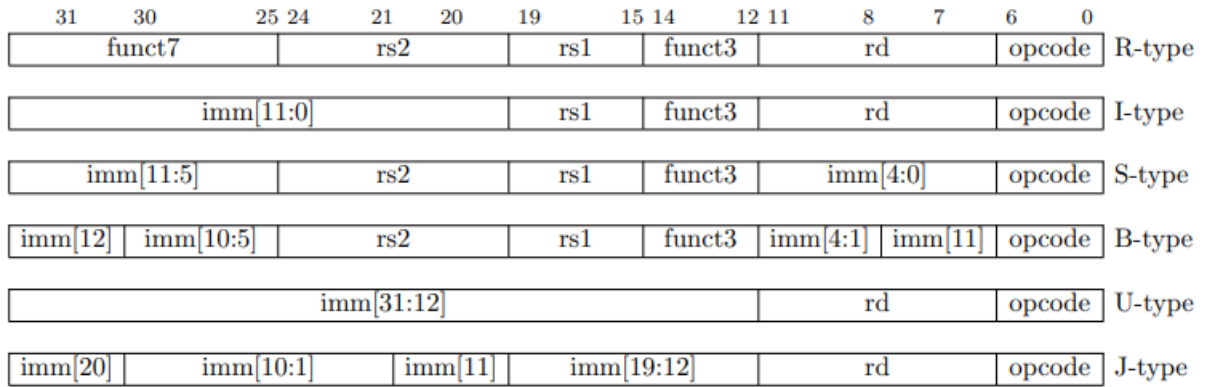 31 30 25 24 21 20 19 15 14 12 11 8 7 6 0
funct7 rs2 rs1 funct3 rd opcode R-type
imm[11:0] rs1 funct3 rd opcode I-type
imm[11:5] rs2 rs1 funct3 imm[4:0] opcode S-type
imm[12] imm[10:5] rs2 rs1 funct3 imm[4:1] imm[11] opcode B-type
imm[31:12] rd opcode U-type
imm[20] imm[10:1] imm[11] imm[19:12] rd opcode J-type